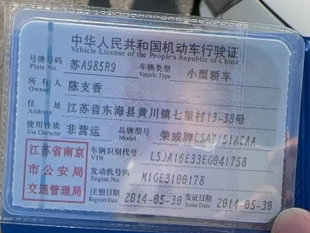 中华人民共和国机动车行驶证
Vehicle License of the People's Republic of China
号牌号码 苏A985R9 车辆类型 小型轿车
Plate No. Vehicle Type
所有人 陈支香
Owner
住址 江苏省东海县黄川镇七里村13-38号
Address
使用性质 非营运 品牌型号 荣威牌CSA7151ACAA
Use Character Model
江苏省南京市公安局交通管理局
车辆识别代号 LSJA16E33EG041758
VIN
发动机号码 M1GE3100178
Engine No.
注册日期 2014-05-30 发证日期 2014-05-30
Register Date Issue Date